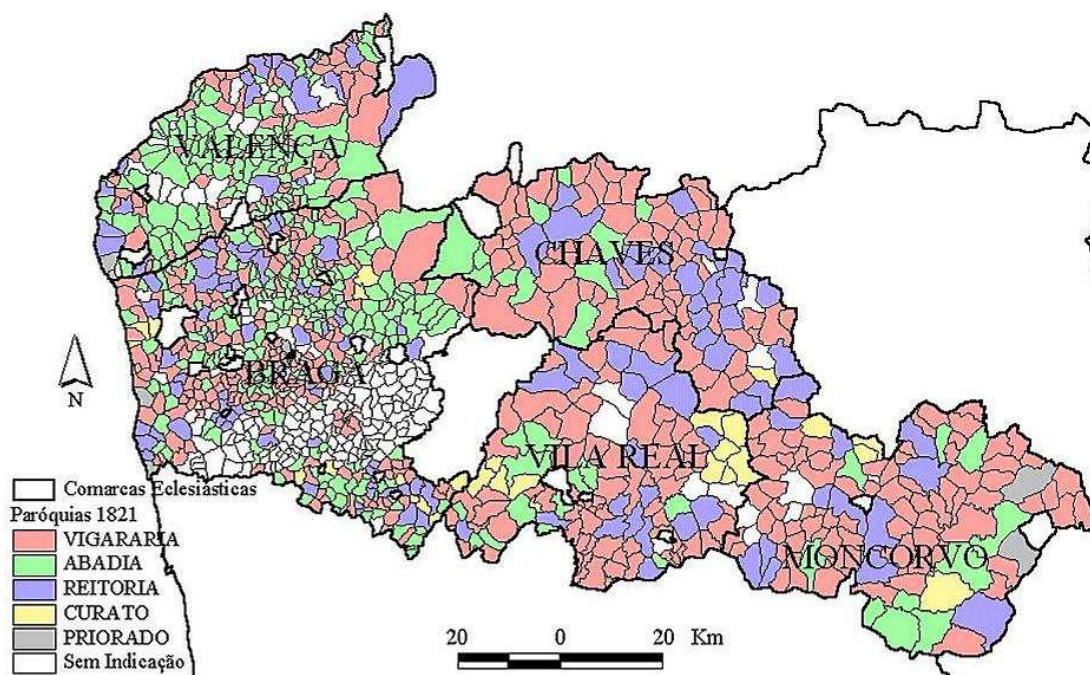 VALENÇA
CHAVES
BRAGA
VILA REAL
MONCORVO
N
Comarcas Eclesiásticas
Paróquias 1821
VIGARARIA
ABADIA
REITORIA
CURATO
PRIORADO
Sem Indicação
20 0 20 Km